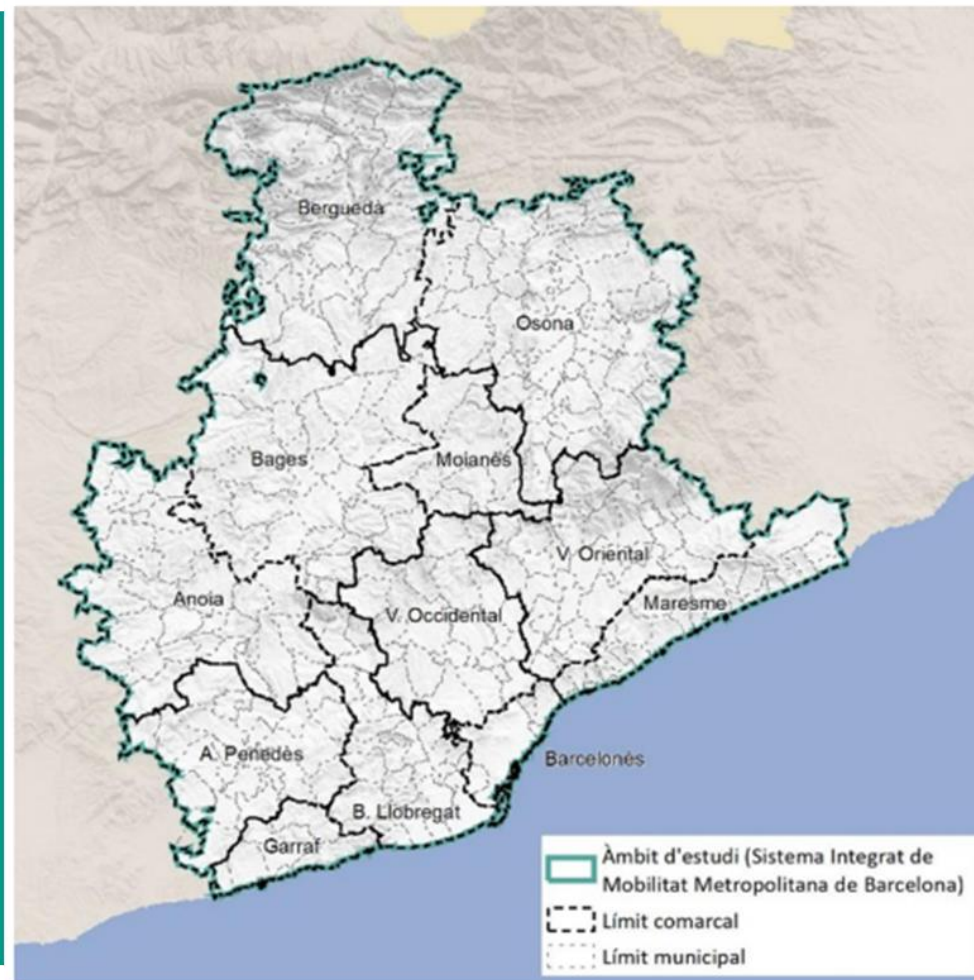 Berguedà
Osona
Bages
Moianès
V. Oriental
Anoia
Maresme
V. Occidental
A. Penedès
Barcelonès
B. Llobregat
Garraf
Àmbit d'estudi (Sistema Integrat de
Mobilitat Metropolitana de Barcelona)
Límit comarcal
Límit municipal